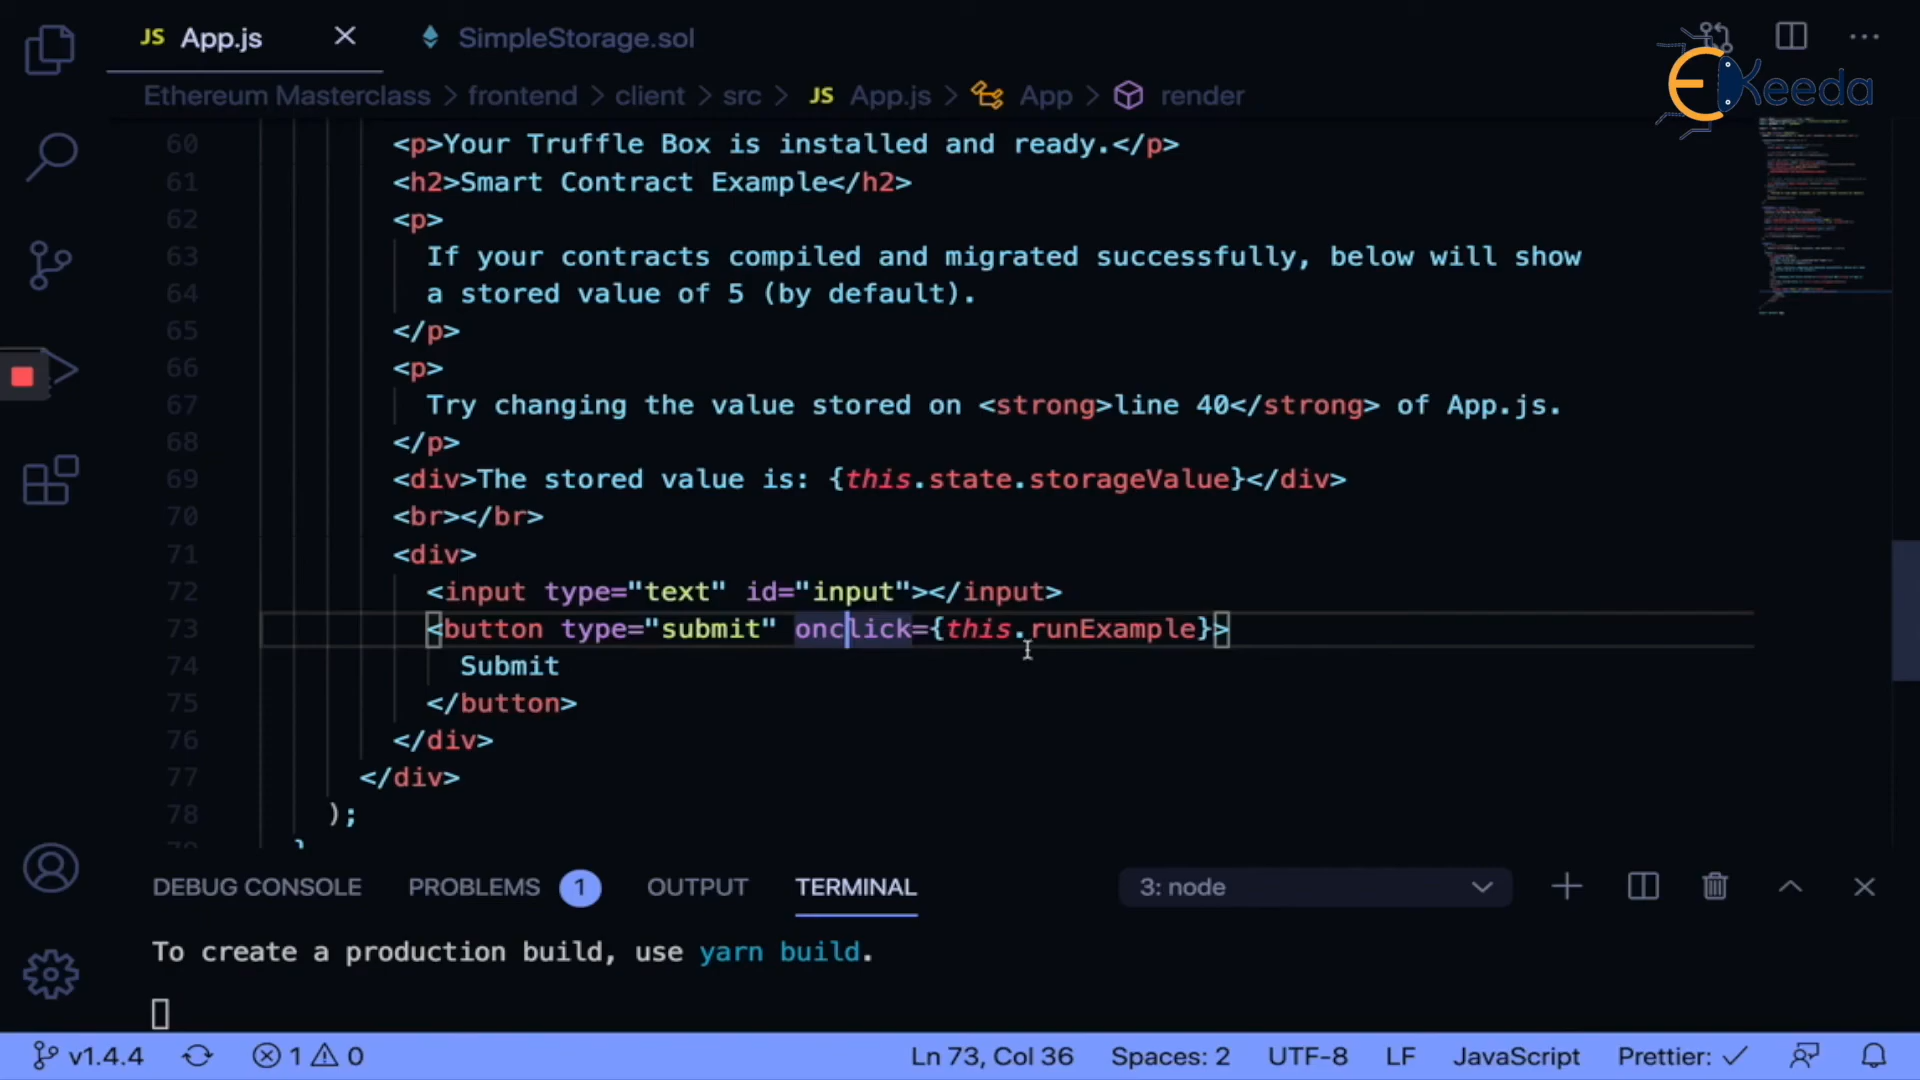 JS App.js
SimpleStorage.sol
EKeeda
Ethereum Masterclass > frontend > client > src > JS App.js > App > render
60 <p>Your Truffle Box is installed and ready.</p>
61 <h2>Smart Contract Example</h2>
62 <p>
63 If your contracts compiled and migrated successfully, below will show
64 a stored value of 5 (by default).
65 </p>
66 <p>
67 Try changing the value stored on <strong>line 40</strong> of App.js.
68 </p>
69 <div>The stored value is: {this.state.storageValue}</div>
70 <br></br>
71 <div>
72 <input type="text" id="input"></input>
73 <button type="submit" onclick={this.runExample}>
74 Submit
75 </button>
76 </div>
77 </div>
78 );
79 }
DEBUG CONSOLE PROBLEMS 1 OUTPUT TERMINAL 3: node
To create a production build, use yarn build.
v1.4.4 1 0 Ln 73, Col 36 Spaces: 2 UTF-8 LF JavaScript Prettier: ✓